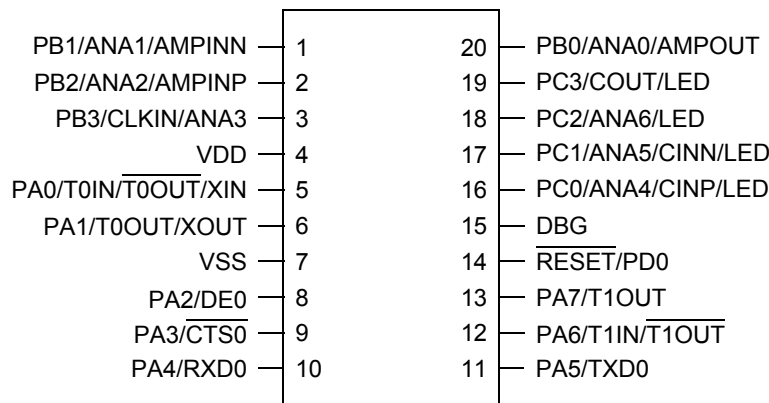 PB1/ANA1/AMPINN 1 20 PB0/ANA0/AMPOUT
PB2/ANA2/AMPINP 2 19 PC3/COUT/LED
PB3/CLKIN/ANA3 3 18 PC2/ANA6/LED
VDD 4 17 PC1/ANA5/CINN/LED
PA0/T0IN/T0OUT/XIN 5 16 PC0/ANA4/CINP/LED
PA1/T0OUT/XOUT 6 15 DBG
VSS 7 14 RESET/PD0
PA2/DE0 8 13 PA7/T1OUT
PA3/CTS0 9 12 PA6/T1IN/T1OUT
PA4/RXD0 10 11 PA5/TXD0